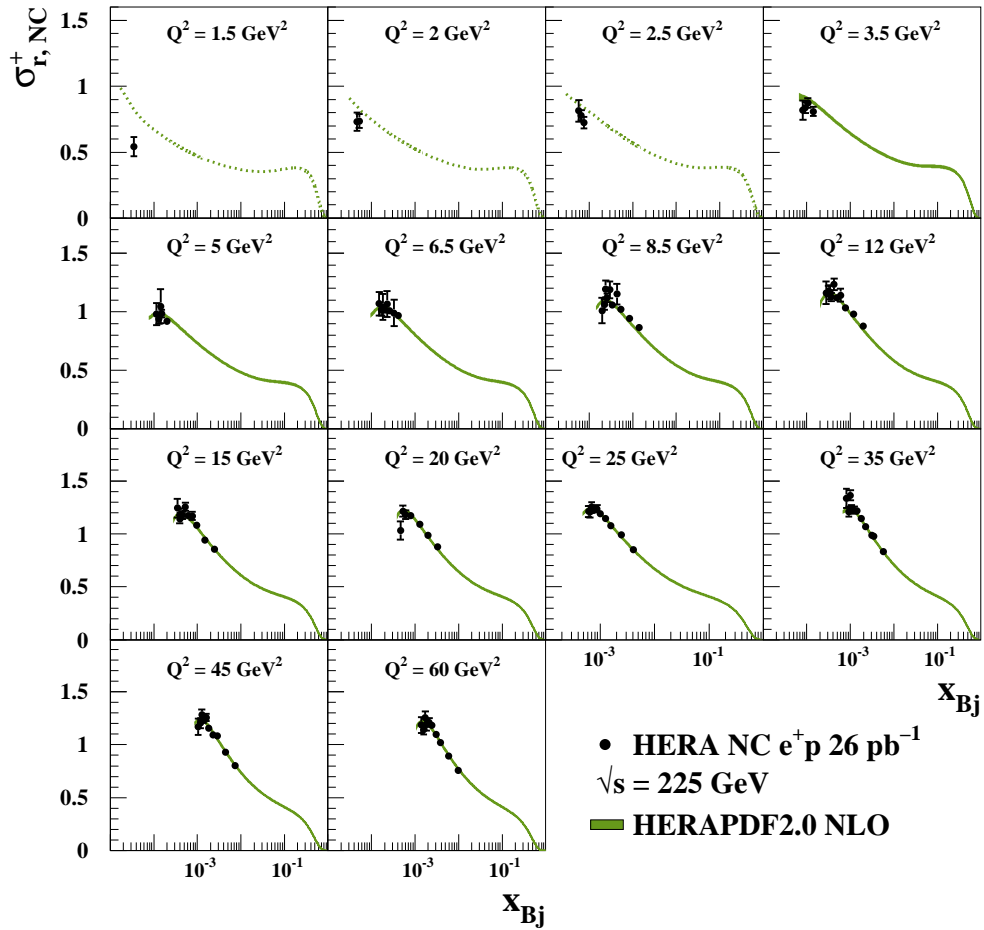 σ⁺r, NC
Q² = 1.5 GeV²
Q² = 2 GeV²
Q² = 2.5 GeV²
Q² = 3.5 GeV²
1.5
1
0.5
0
Q² = 5 GeV²
Q² = 6.5 GeV²
Q² = 8.5 GeV²
Q² = 12 GeV²
1.5
1
0.5
0
Q² = 15 GeV²
Q² = 20 GeV²
Q² = 25 GeV²
Q² = 35 GeV²
1.5
1
0.5
0
10⁻³ 10⁻¹ 10⁻³ 10⁻¹
xBj
Q² = 45 GeV²
Q² = 60 GeV²
1.5
1
0.5
0
10⁻³ 10⁻¹ 10⁻³ 10⁻¹
xBj
HERA NC e⁺p 26 pb⁻¹
√s = 225 GeV
HERAPDF2.0 NLO